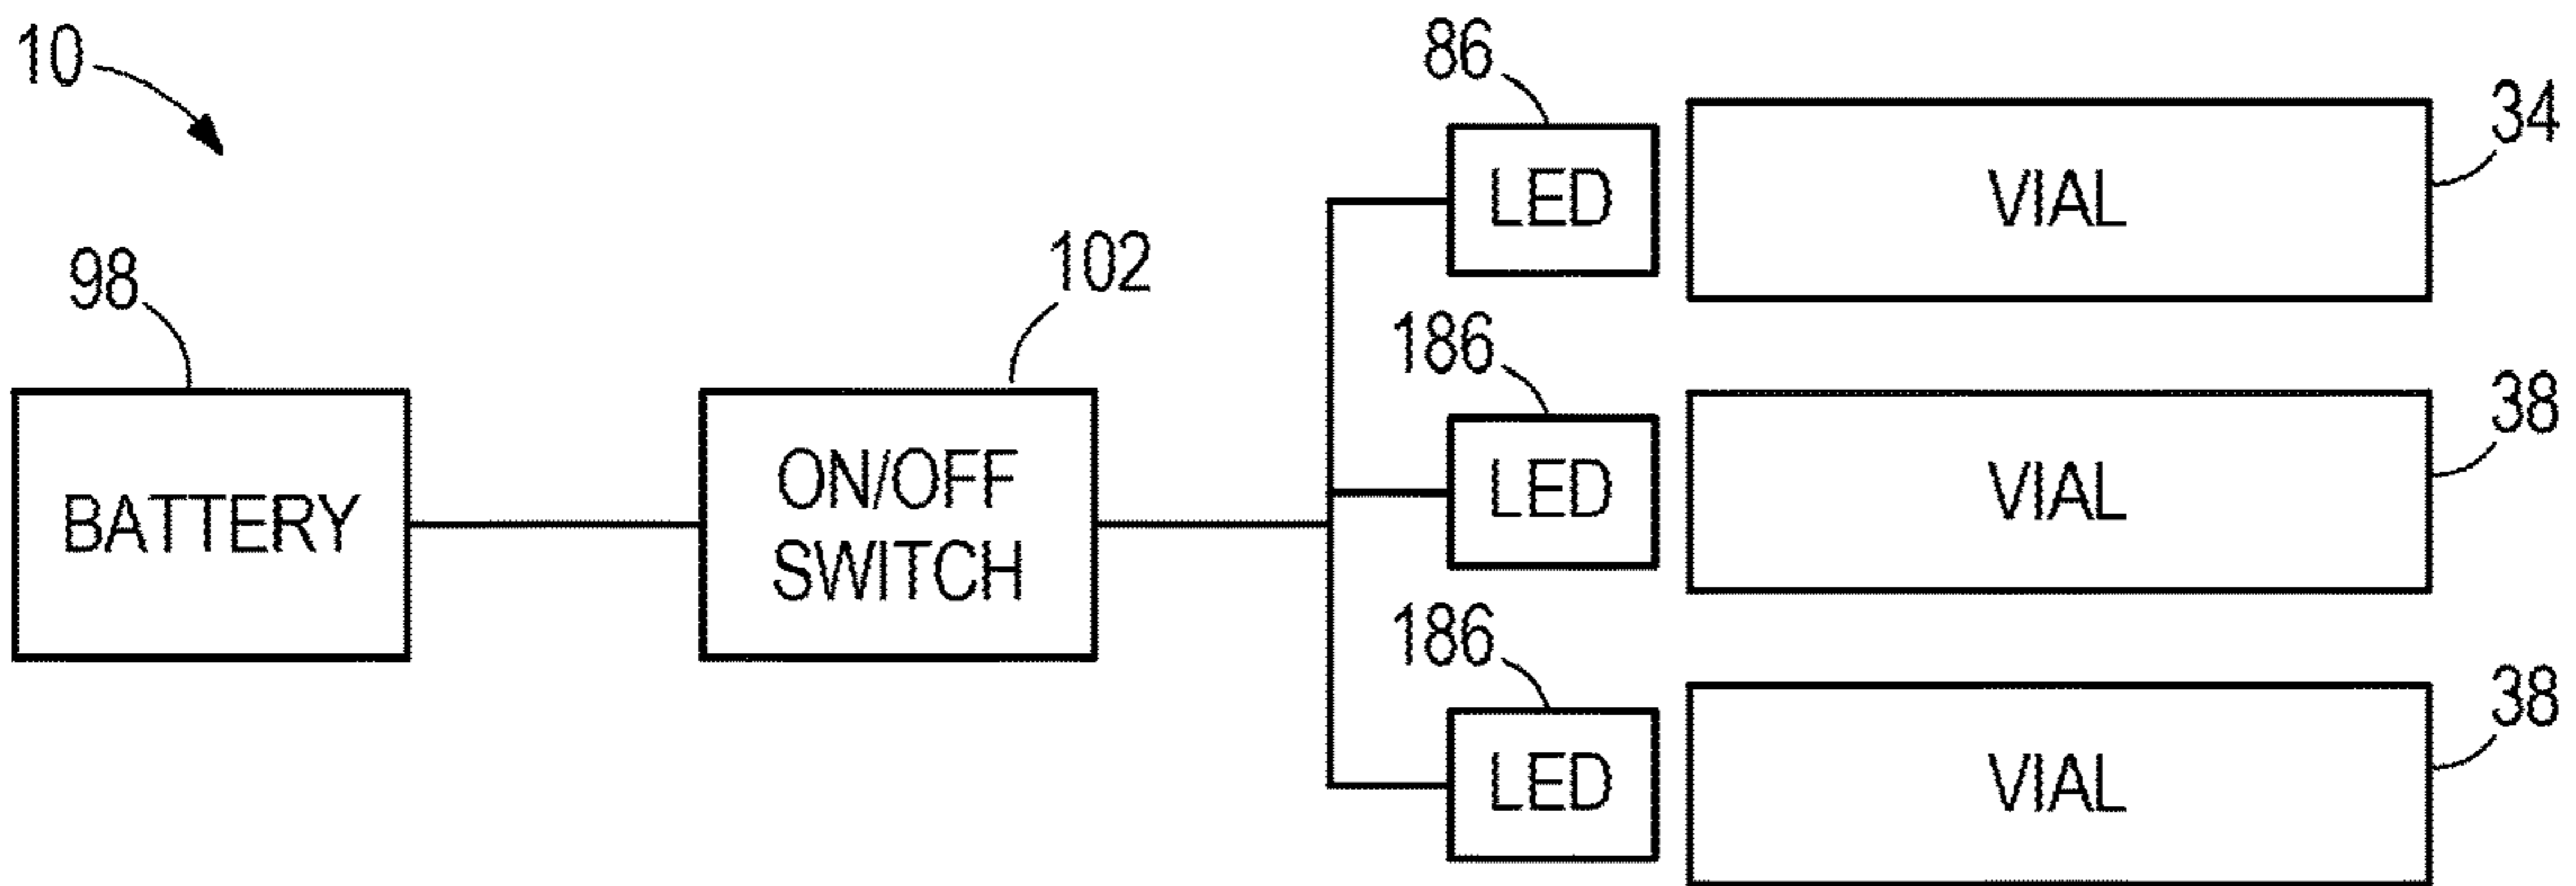 10
86
LED
VIAL
34
98
BATTERY
102
ON/OFF
SWITCH
186
LED
VIAL
38
186
LED
VIAL
38